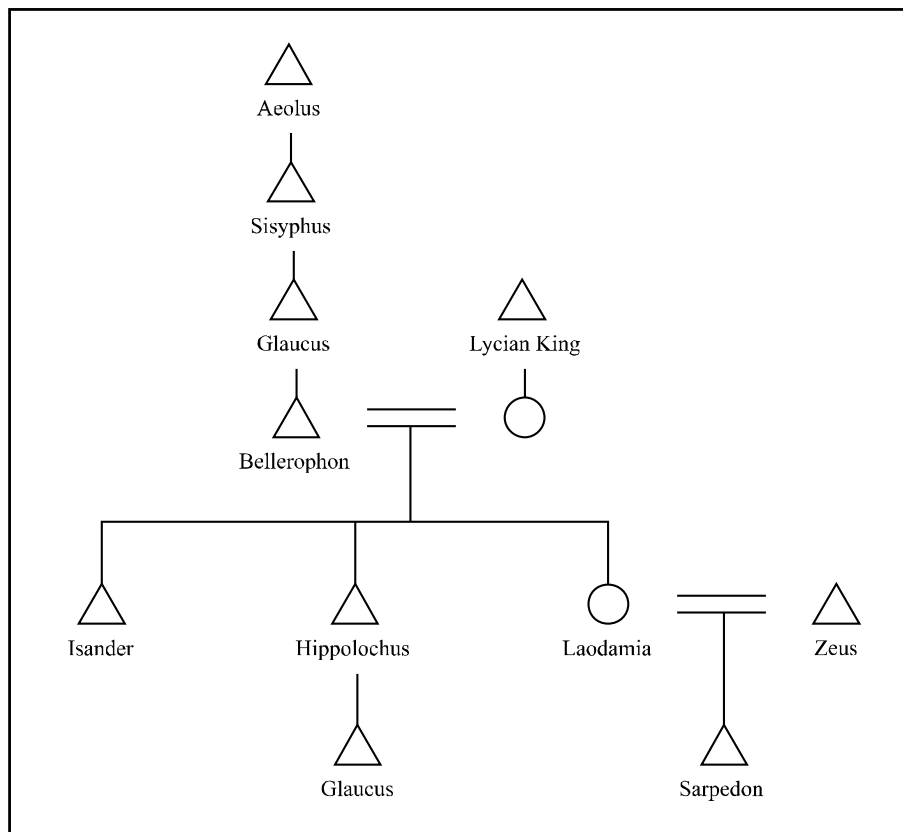 Aeolus
Sisyphus
Glaucus
Lycian King
Bellerophon
Isander
Hippolochus
Laodamia
Zeus
Glaucus
Sarpedon